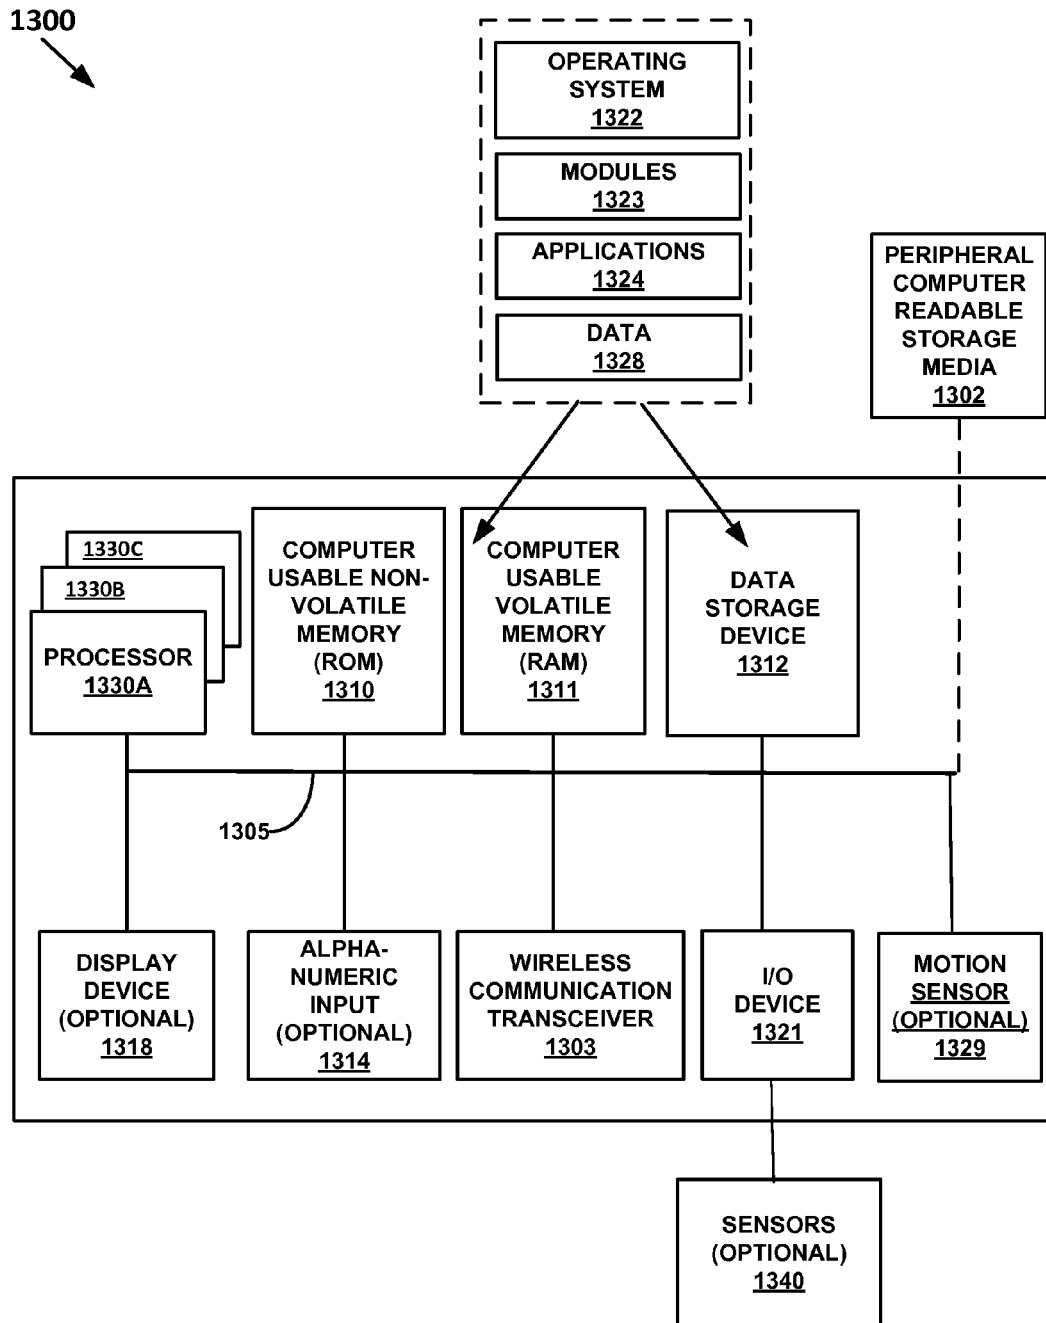 1300
OPERATING
SYSTEM
1322
MODULES
1323
APPLICATIONS
1324
DATA
1328
PERIPHERAL
COMPUTER
READABLE
STORAGE
MEDIA
1302
1330C
1330B
PROCESSOR
1330A
COMPUTER
USABLE NON-
VOLATILE
MEMORY
(ROM)
1310
COMPUTER
USABLE
VOLATILE
MEMORY
(RAM)
1311
DATA
STORAGE
DEVICE
1312
1305
DISPLAY
DEVICE
(OPTIONAL)
1318
ALPHA-
NUMERIC
INPUT
(OPTIONAL)
1314
WIRELESS
COMMUNICATION
TRANSCEIVER
1303
I/O
DEVICE
1321
MOTION
SENSOR
(OPTIONAL)
1329
SENSORS
(OPTIONAL)
1340